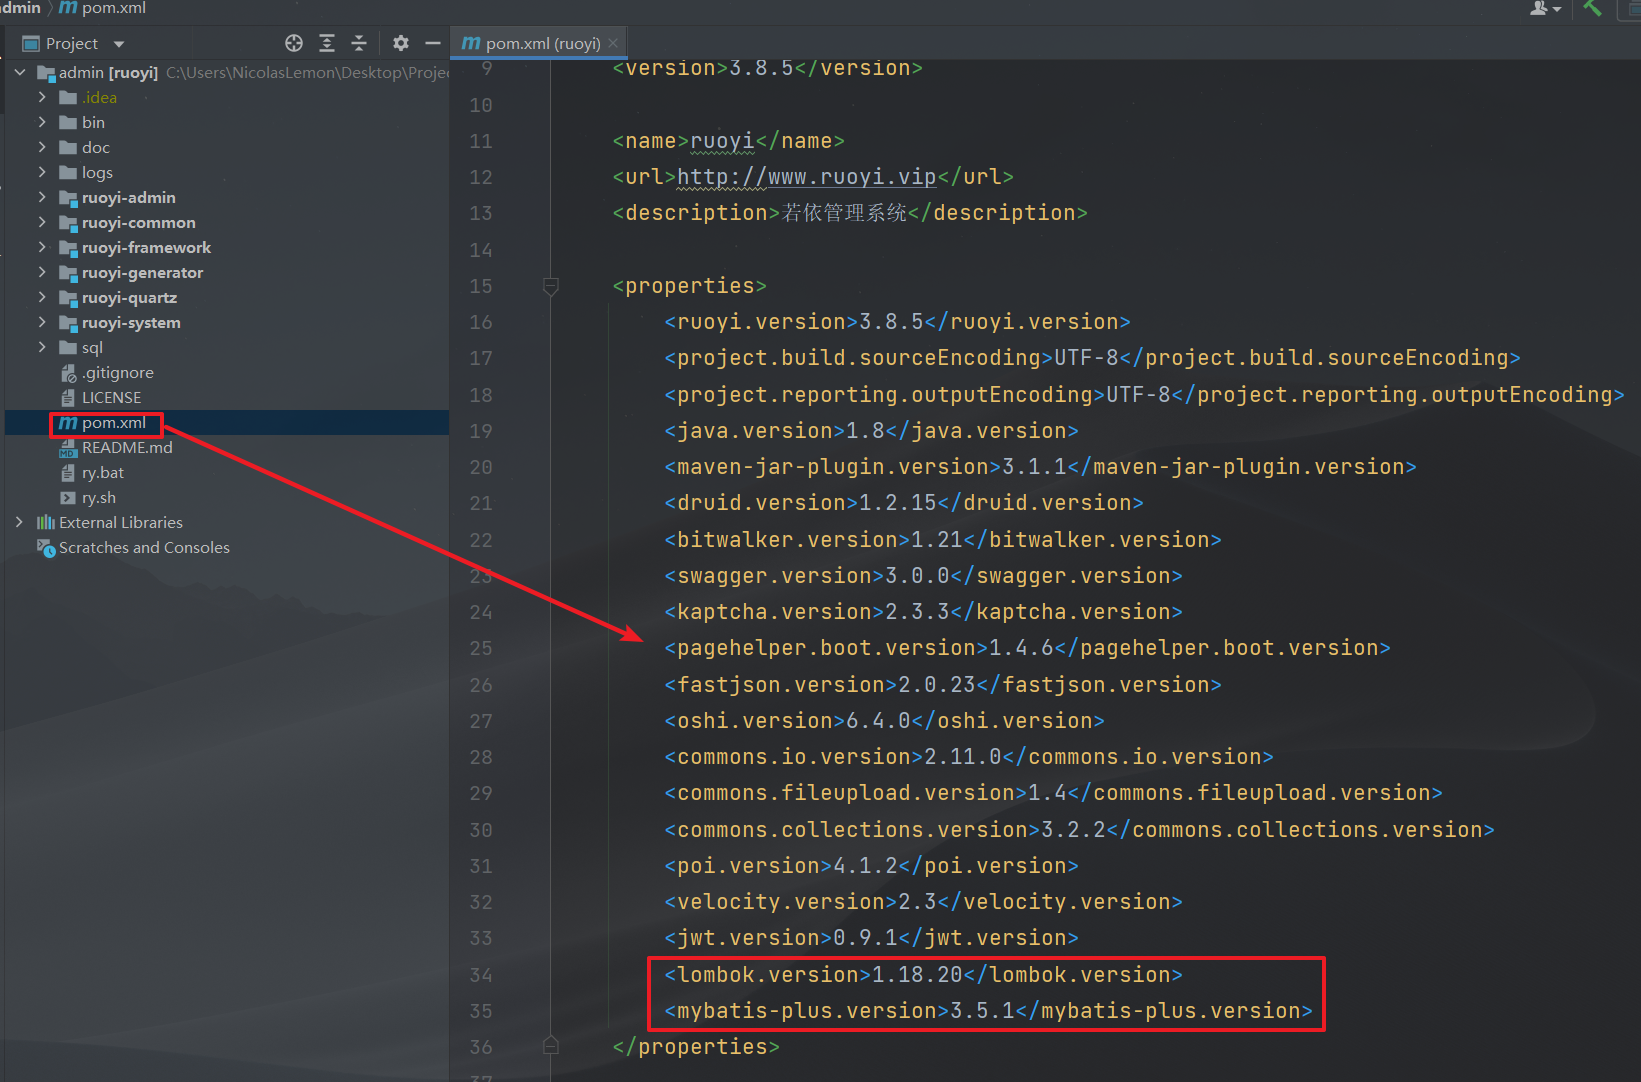 dmin 〉 pom.xml
Project
pom.xml (ruoyi)
admin [ruoyi] C:\Users\NicolasLemon\Desktop\Projec
.idea
bin
doc
logs
ruoyi-admin
ruoyi-common
ruoyi-framework
ruoyi-generator
ruoyi-quartz
ruoyi-system
sql
.gitignore
LICENSE
pom.xml
README.md
ry.bat
ry.sh
External Libraries
Scratches and Consoles
9 <version>3.8.5</version>
10
11 <name>ruoyi</name>
12 <url>http://www.ruoyi.vip</url>
13 <description>若依管理系统</description>
14
15 <properties>
16 <ruoyi.version>3.8.5</ruoyi.version>
17 <project.build.sourceEncoding>UTF-8</project.build.sourceEncoding>
18 <project.reporting.outputEncoding>UTF-8</project.reporting.outputEncoding>
19 <java.version>1.8</java.version>
20 <maven-jar-plugin.version>3.1.1</maven-jar-plugin.version>
21 <druid.version>1.2.15</druid.version>
22 <bitwalker.version>1.21</bitwalker.version>
23 <swagger.version>3.0.0</swagger.version>
24 <kaptcha.version>2.3.3</kaptcha.version>
25 <pagehelper.boot.version>1.4.6</pagehelper.boot.version>
26 <fastjson.version>2.0.23</fastjson.version>
27 <oshi.version>6.4.0</oshi.version>
28 <commons.io.version>2.11.0</commons.io.version>
29 <commons.fileupload.version>1.4</commons.fileupload.version>
30 <commons.collections.version>3.2.2</commons.collections.version>
31 <poi.version>4.1.2</poi.version>
32 <velocity.version>2.3</velocity.version>
33 <jwt.version>0.9.1</jwt.version>
34 <lombok.version>1.18.20</lombok.version>
35 <mybatis-plus.version>3.5.1</mybatis-plus.version>
36 </properties>
37